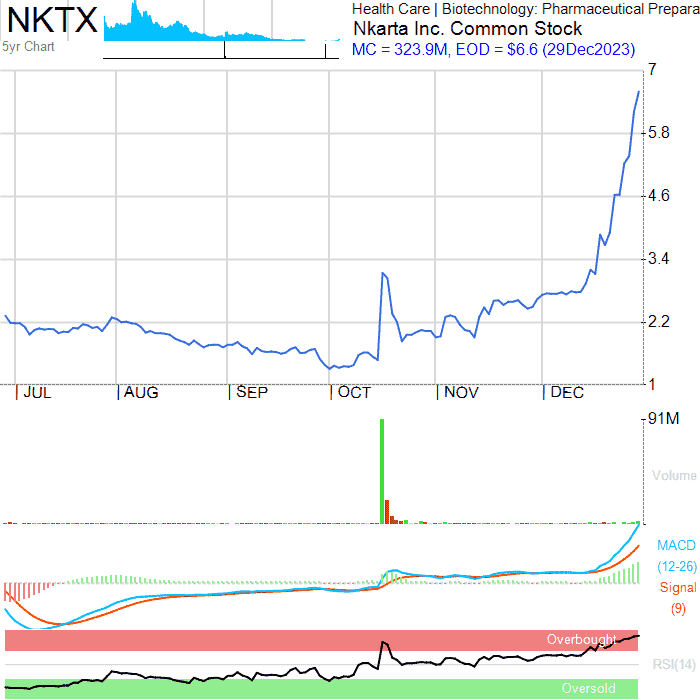 NKTX
5yr Chart
Health Care | Biotechnology: Pharmaceutical Prepara
Nkarta Inc. Common Stock
MC = 323.9M, EOD = $6.6 (29Dec2023)
7
5.8
4.6
3.4
2.2
1
JUL AUG SEP OCT NOV DEC
91M
Volume
MACD
(12-26)
Signal
(9)
Overbought
RSI(14)
Oversold